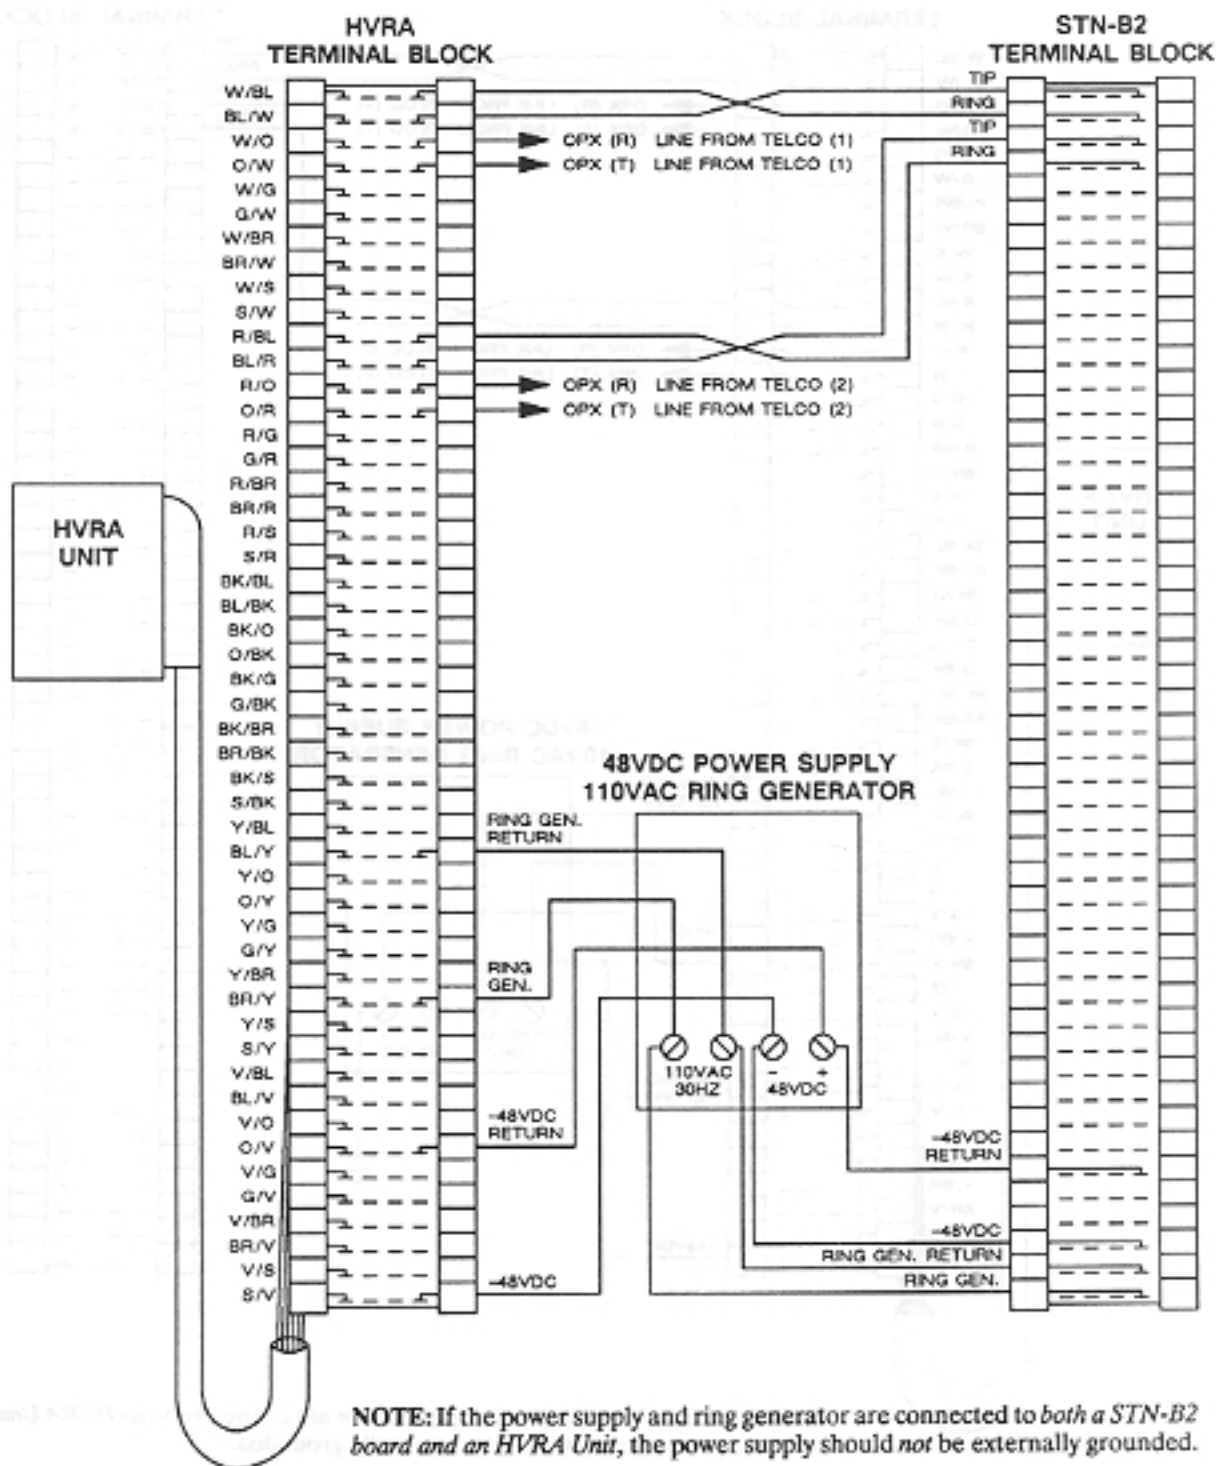 HVRA
TERMINAL BLOCK
STN-B2
TERMINAL BLOCK
W/BL
BL/W
W/O
O/W
W/G
G/W
W/BR
BR/W
W/S
S/W
R/BL
BL/R
R/O
O/R
R/G
G/R
R/BR
BR/R
R/S
S/R
BK/BL
BL/BK
BK/O
O/BK
BK/G
G/BK
BK/BR
BR/BK
BK/S
S/BK
Y/BL
BL/Y
Y/O
O/Y
Y/G
G/Y
Y/BR
BR/Y
Y/S
S/Y
V/BL
BL/V
V/O
O/V
V/G
G/V
V/BR
BR/V
V/S
S/V
TIP
RING
TIP
RING
OPX (R) LINE FROM TELCO (1)
OPX (T) LINE FROM TELCO (1)
OPX (R) LINE FROM TELCO (2)
OPX (T) LINE FROM TELCO (2)
HVRA
UNIT
48VDC POWER SUPPLY
110VAC RING GENERATOR
RING GEN.
RETURN
RING
GEN.
110VAC
30HZ
- +
48VDC
-48VDC
RETURN
-48VDC
-48VDC
RETURN
-48VDC
RING GEN. RETURN
RING GEN.
NOTE: If the power supply and ring generator are connected to both a STN-B2
board and an HVRA Unit, the power supply should not be externally grounded.